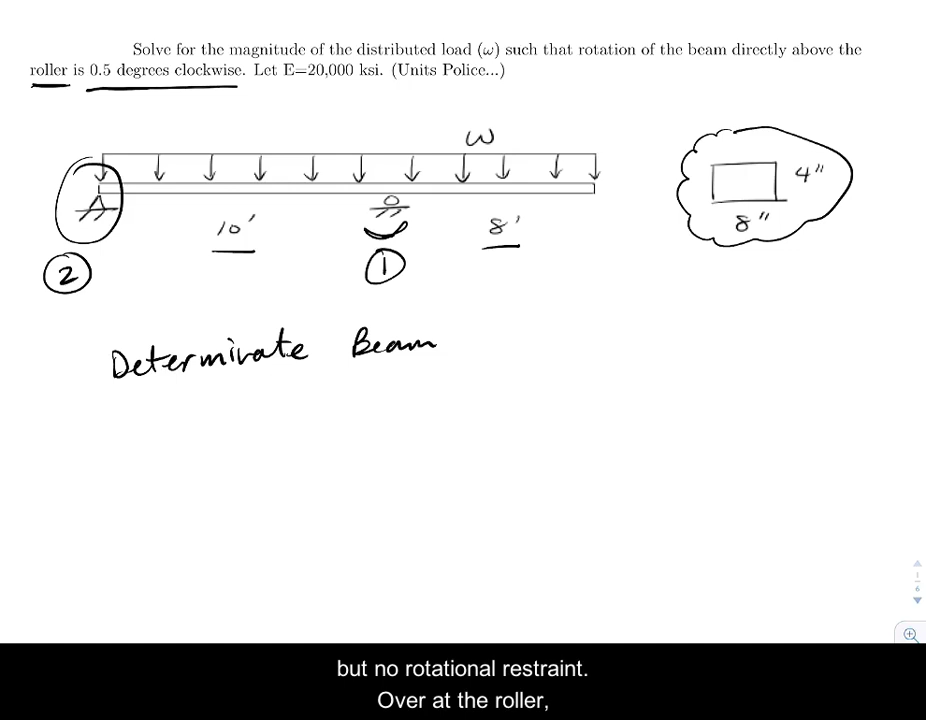 Solve for the magnitude of the distributed load (ω) such that rotation of the beam directly above the
roller is 0.5 degrees clockwise. Let E=20,000 ksi. (Units Police...)
ω
4"
10'
8'
8"
2
1
Determinate Beam
1
6
but no rotational restraint.
Over at the roller,